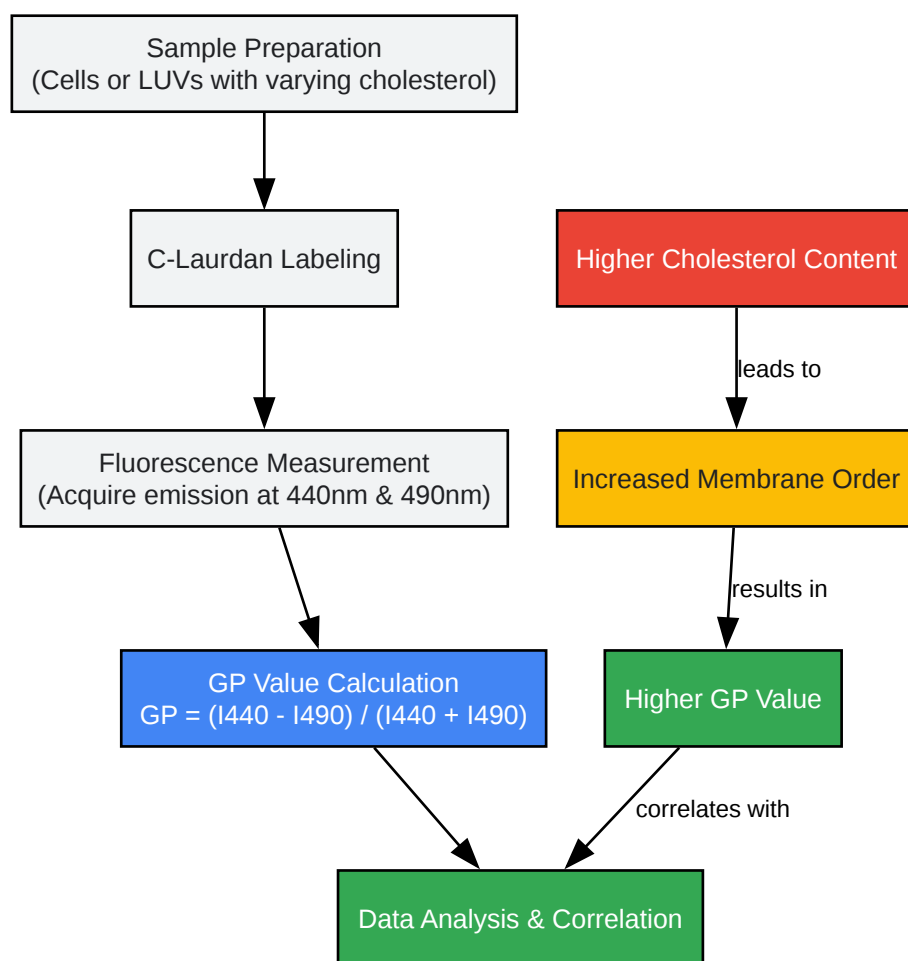 Sample Preparation
(Cells or LUVs with varying cholesterol)
C-Laurdan Labeling
Higher Cholesterol Content
leads to
Fluorescence Measurement
(Acquire emission at 440nm & 490nm)
Increased Membrane Order
results in
GP Value Calculation
GP = (I440 - I490) / (I440 + I490)
Higher GP Value
correlates with
Data Analysis & Correlation